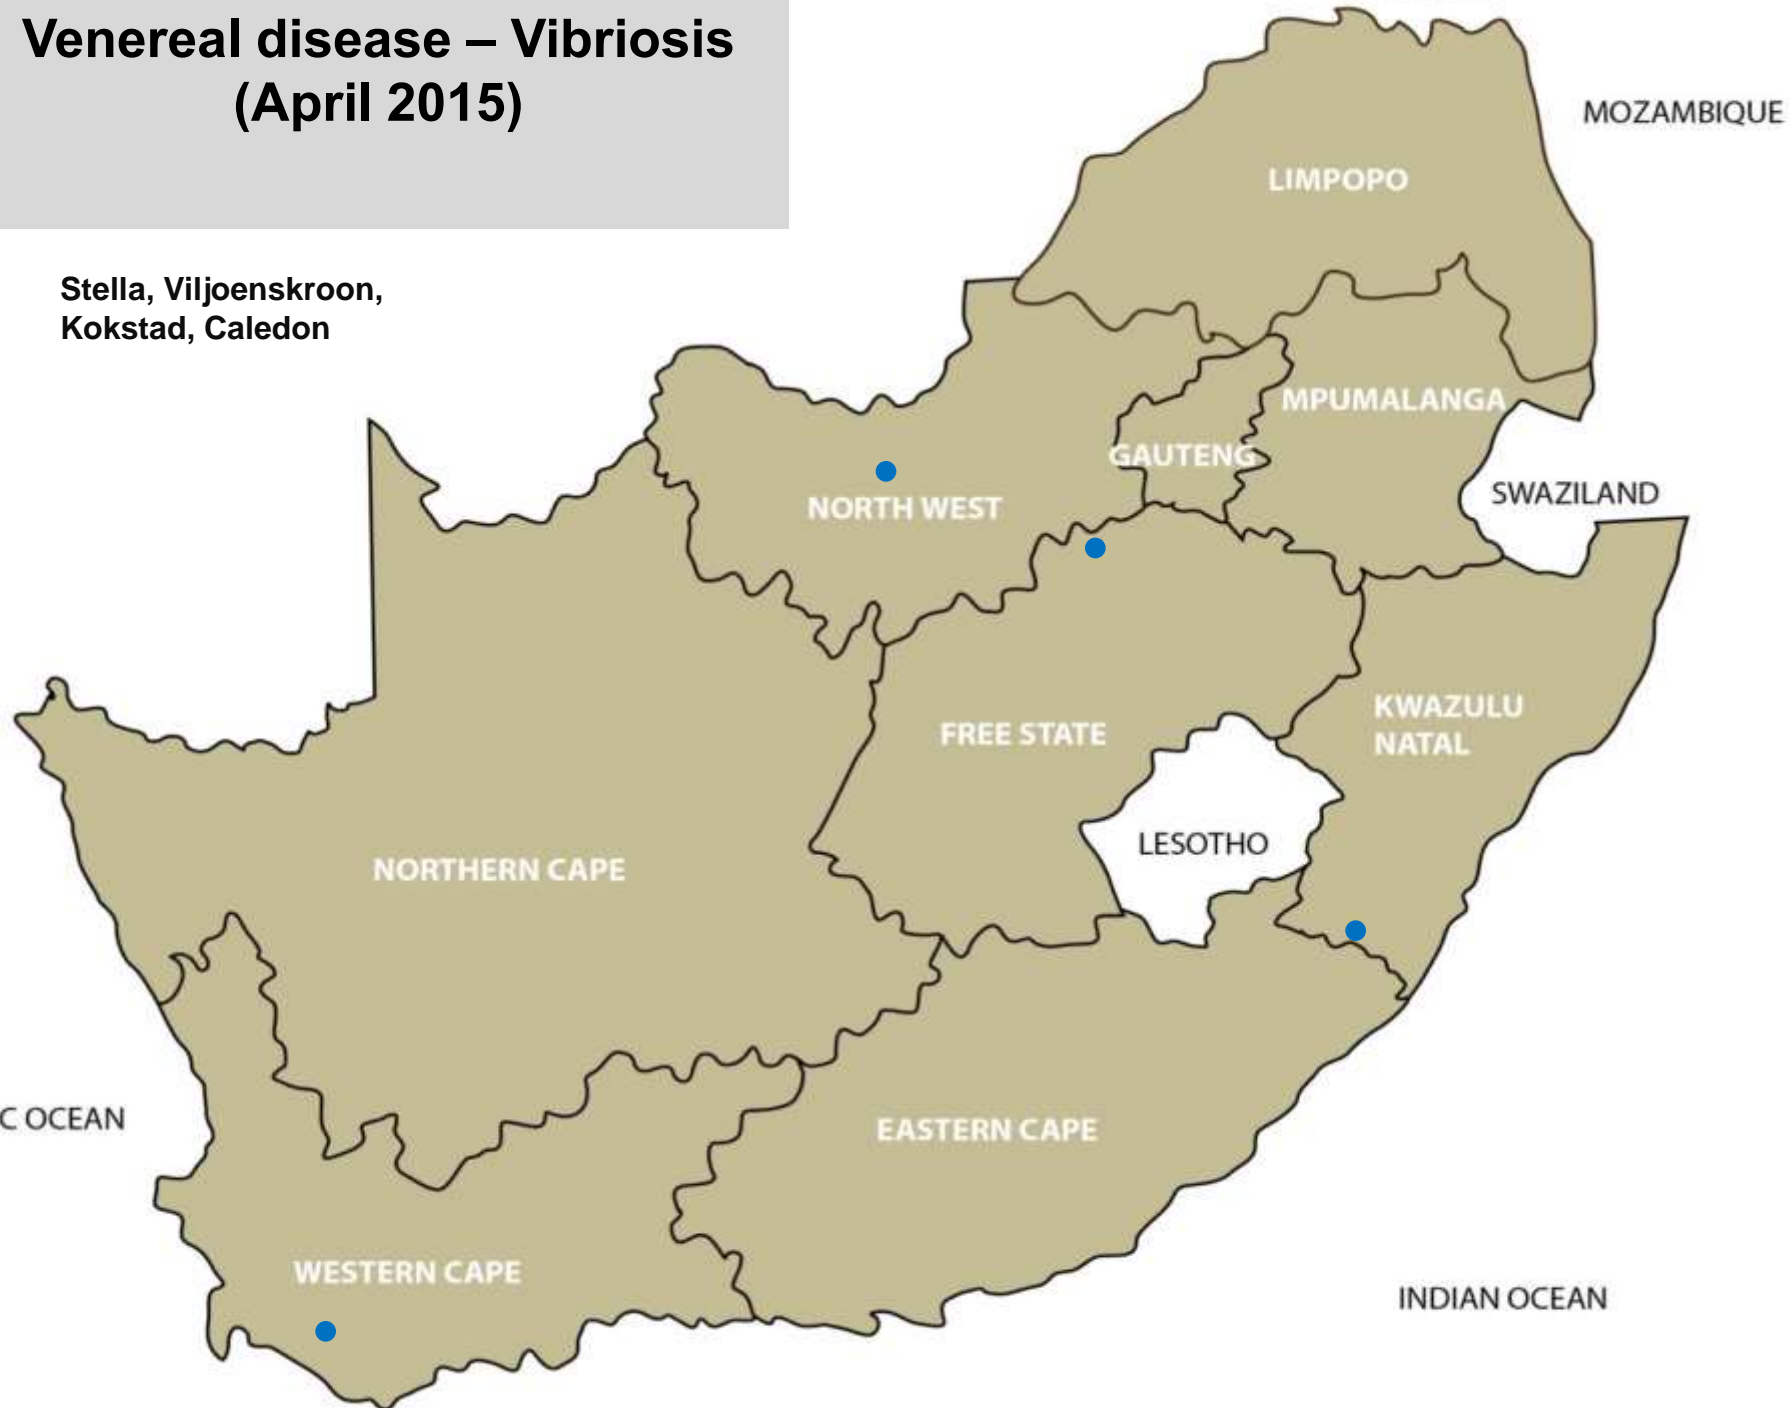 Venereal disease – Vibriosis
(April 2015)
Stella, Viljoenskroon,
Kokstad, Caledon
MOZAMBIQUE
LIMPOPO
MPUMALANGA
GAUTENG
SWAZILAND
NORTH WEST
KWAZULU
NATAL
FREE STATE
LESOTHO
NORTHERN CAPE
C OCEAN
EASTERN CAPE
WESTERN CAPE
INDIAN OCEAN